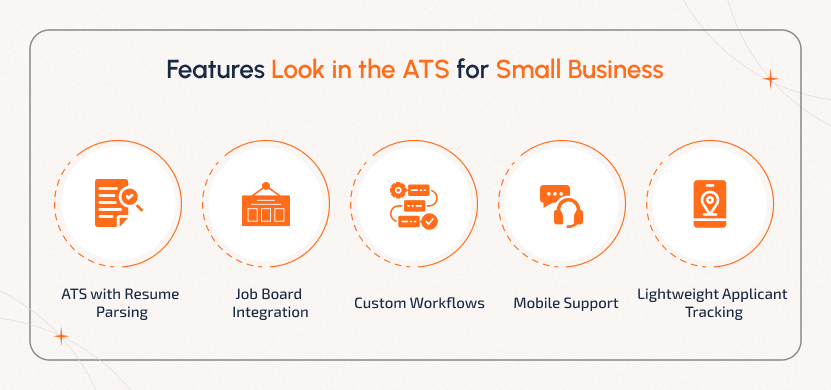 Features Look in the ATS for Small Business
ATS with Resume
Parsing
Job Board
Integration
Custom Workflows
Mobile Support
Lightweight Applicant
Tracking